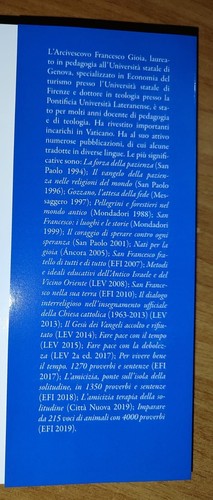 L'Arcivescovo Francesco Gioia, laurea-
to in pedagogia all'Università statale di
Genova, specializzato in Economia del
turismo presso l'Università statale di
Firenze e dottore in teologia presso la
Pontificia Università Lateranense, è sta-
to per molti anni docente di pedagogia
e di teologia. Ha rivestito importanti
incarichi in Vaticano. Ha al suo attivo
numerose pubblicazioni, di cui alcune
tradotte in diverse lingue. Le più signi-
ficative sono: La forza della pazienza (San
Paolo 1994); Il vangelo della pazien-
za nelle religioni del mondo (San Paolo
1996); Gozzano, l'attesa della fede (Mes-
saggero 1997); Pellegrini e forestieri nel
mondo antico (Mondadori 1988); San
Francesco: i luoghi e le storie (Mondadori
1999); Il coraggio di sperare contro ogni
speranza (San Paolo 2001); Nati per la
gioia (Àncora 2005); San Francesco fra-
tello di tutti e di tutto (EFI 2007); Metodi
e ideali educativi dell'Antico Israele e del
Vicino Oriente (LEV 2008); San France-
sco nella sua terra (EFI 2010); Il dialogo
interreligioso nell'insegnamento ufficiale
della Chiesa cattolica (1963-2013) (LEV
2013); Il Gesù dei Vangeli accolto e rifiu-
tato (LEV 2014); Fare pace con il tempo
(LEV 2015); Fare pace con la debolez-
za (LEV 2a ed. 2017); Per vivere bene
il tempo. 1270 proverbi e sentenze (EFI
2017); L'amicizia, ponte sull'isola della
solitudine, in 1350 proverbi e sentenze
(EFI 2018); L'amicizia terapia della so-
litudine (Città Nuova 2019); Imparare
da 215 voci di animali con 4000 proverbi
(EFI 2019).